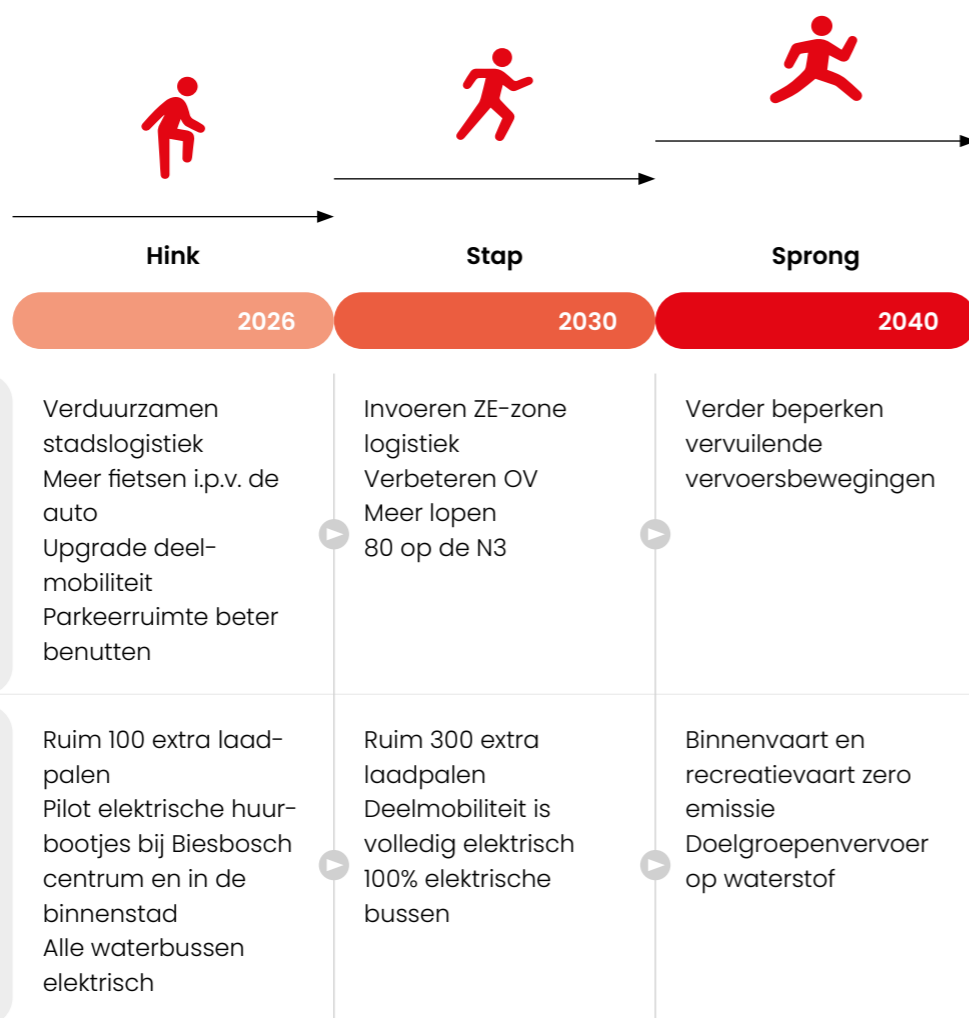 Hink
Stap
Sprong
2026
2030
2040
Verduurzamen
stadslogistiek
Meer fietsen i.p.v. de
auto
Upgrade deel-
mobiliteit
Parkeerruimte beter
benutten
Invoeren ZE-zone
logistiek
Verbeteren OV
Meer lopen
80 op de N3
Verder beperken
vervuilende
vervoersbewegingen
Ruim 100 extra laad-
palen
Pilot elektrische huur-
bootjes bij Biesbosch
centrum en in de
binnenstad
Alle waterbussen
elektrisch
Ruim 300 extra
laadpalen
Deelmobiliteit is
volledig elektrisch
100% elektrische
bussen
Binnenvaart en
recreatievaart zero
emissie
Doelgroepenvervoer
op waterstof